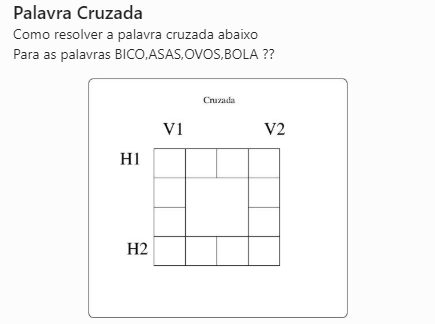 Palavra Cruzada
Como resolver a palavra cruzada abaixo
Para as palavras BICO,ASAS,OVOS,BOLA ??
Cruzada
V1 V2
H1
H2